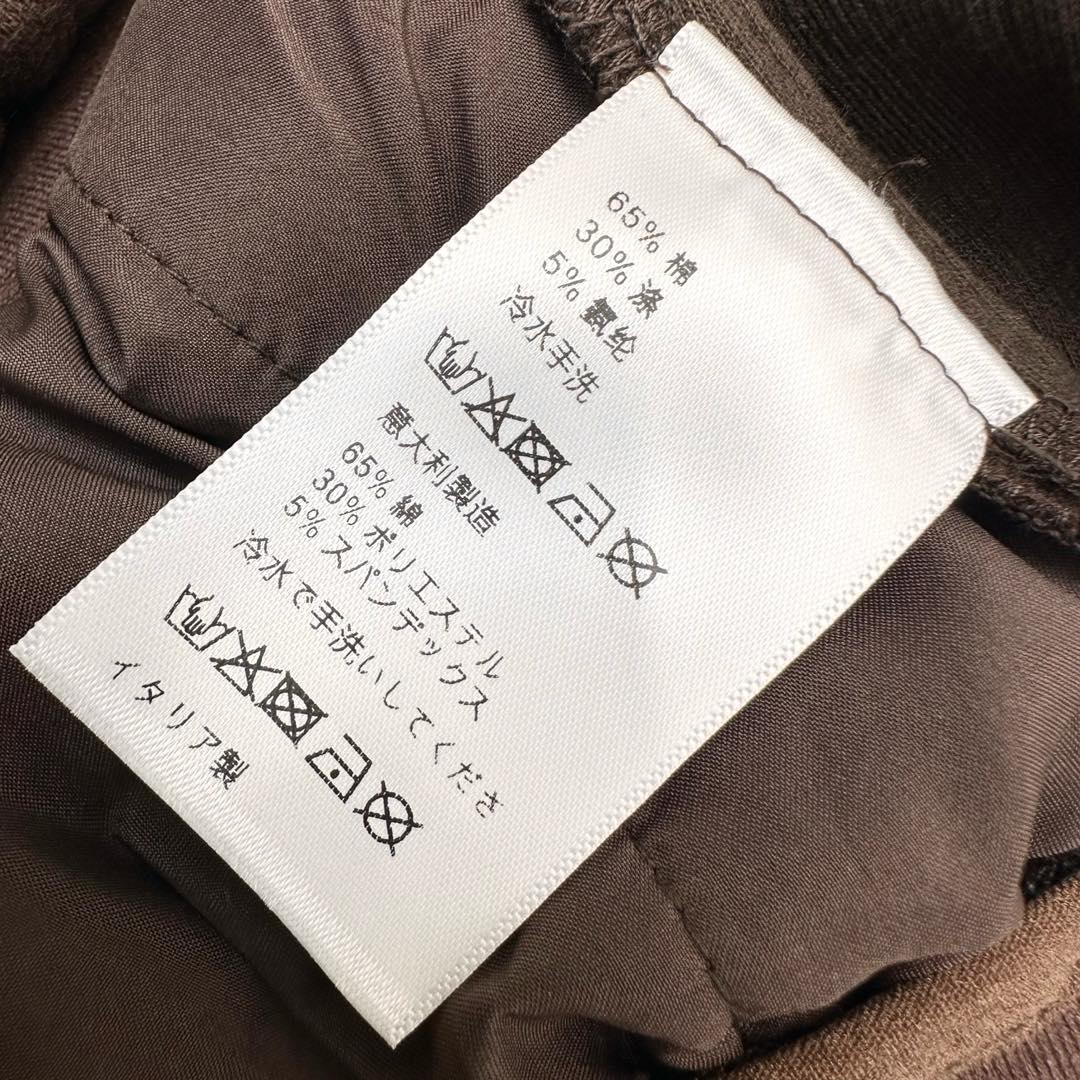 65% 棉
30% 涤
5% 氨纶
冷水手洗
意大利製造
65% 綿
30% ポリエステル
5% スパンデックス
冷水で手洗いしてくださ
イタリア製